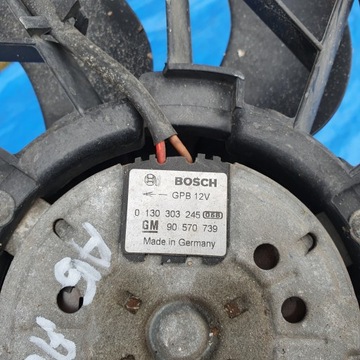 BOSCH
GPB 12V
0 130 303 245
GM 90 570 739
Made in Germany